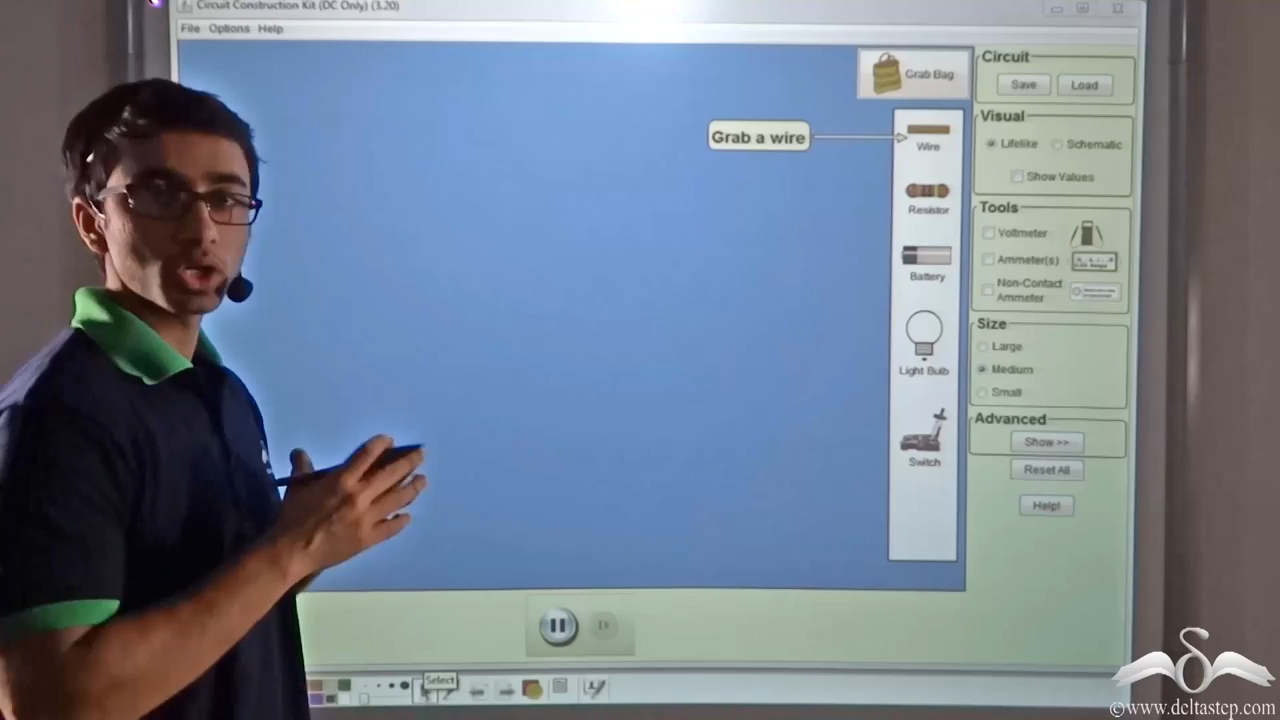 Circuit Construction Kit (DC Only) (3.20)
File Options Help
Grab Bag
Grab a wire
Wire
Resistor
Battery
Light Bulb
Switch
Circuit
Save Load
Visual
Lifelike Schematic
Show Values
Tools
Voltmeter
Ammeter(s)
Non-Contact
Ammeter
Size
Large
Medium
Small
Advanced
Show >>
Reset All
Help!
Select
©www.deltastep.com